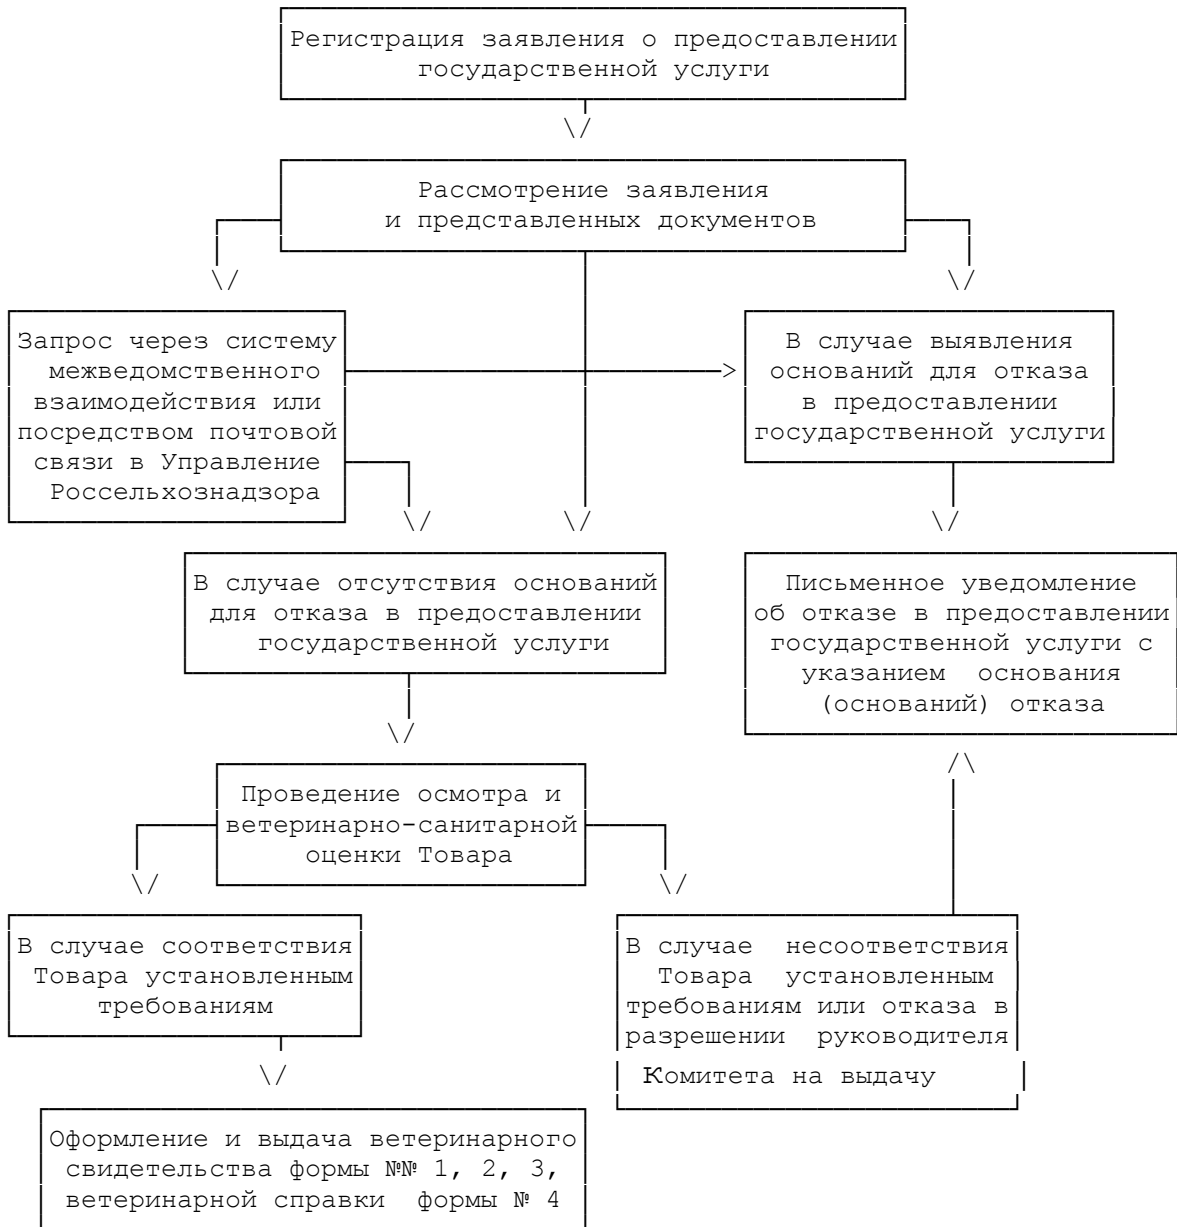 Регистрация заявления о предоставлении
государственной услуги
Рассмотрение заявления
и представленных документов
Запрос через систему
межведомственного
взаимодействия или
посредством почтовой
связи в Управление
Россельхознадзора
В случае выявления
оснований для отказа
в предоставлении
государственной услуги
В случае отсутствия оснований
для отказа в предоставлении
государственной услуги
Письменное уведомление
об отказе в предоставлении
государственной услуги с
указанием основания
(оснований) отказа
Проведение осмотра и
ветеринарно-санитарной
оценки Товара
В случае соответствия
Товара установленным
требованиям
В случае несоответствия
Товара установленным
требованиям или отказа в
разрешении руководителя
Комитета на выдачу
Оформление и выдача ветеринарного
свидетельства формы №№ 1, 2, 3,
ветеринарной справки формы № 4